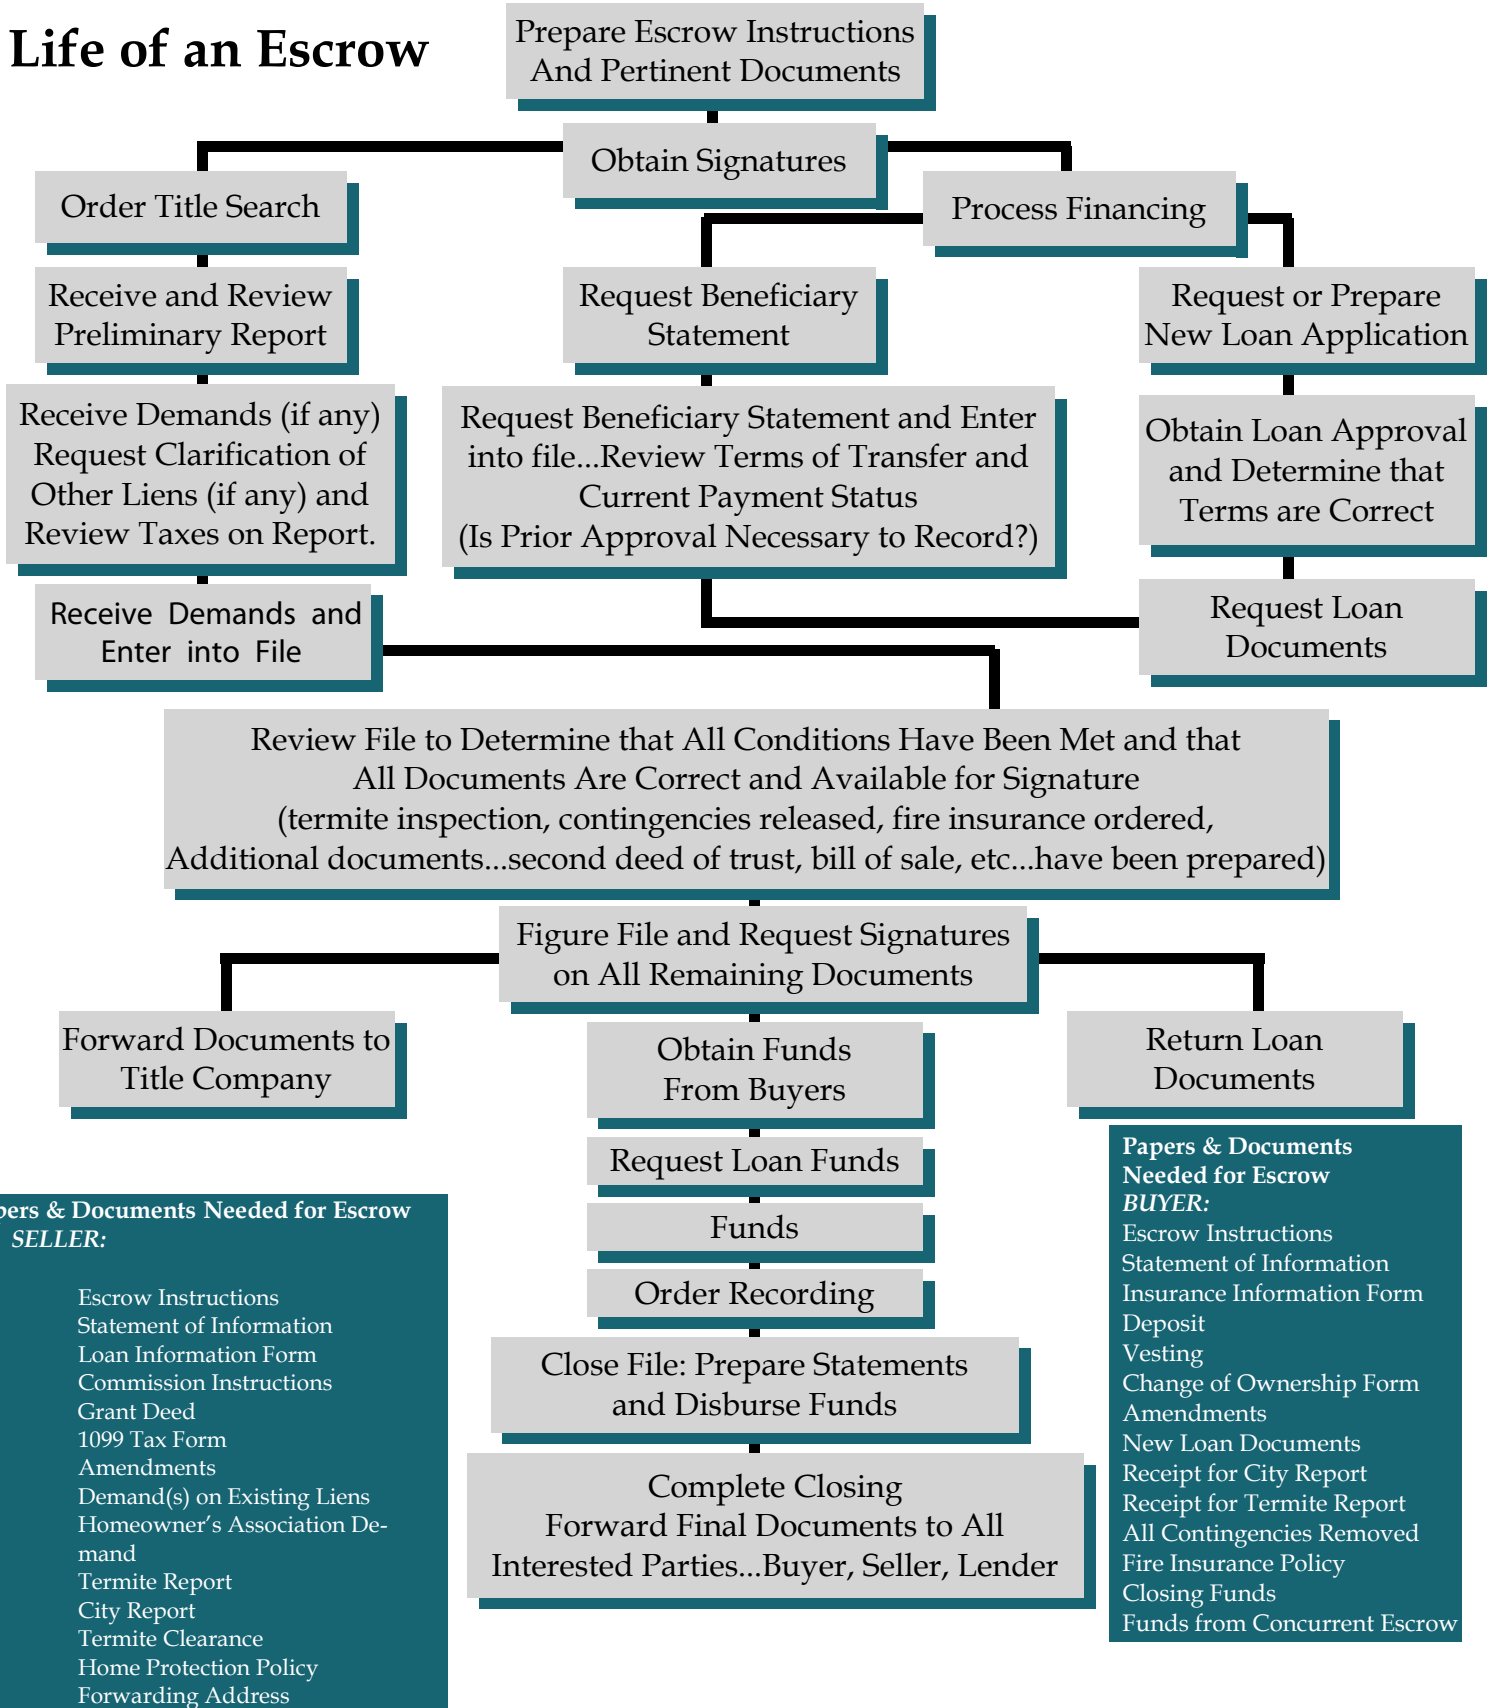 Life of an Escrow
Prepare Escrow Instructions
And Pertinent Documents
Obtain Signatures
Order Title Search
Process Financing
Receive and Review
Preliminary Report
Request Beneficiary
Statement
Request or Prepare
New Loan Application
Receive Demands (if any)
Request Clarification of
Other Liens (if any) and
Review Taxes on Report.
Request Beneficiary Statement and Enter
into file...Review Terms of Transfer and
Current Payment Status
(Is Prior Approval Necessary to Record?)
Obtain Loan Approval
and Determine that
Terms are Correct
Receive Demands and
Enter into File
Request Loan
Documents
Review File to Determine that All Conditions Have Been Met and that
All Documents Are Correct and Available for Signature
(termite inspection, contingencies released, fire insurance ordered,
Additional documents...second deed of trust, bill of sale, etc...have been prepared)
Figure File and Request Signatures
on All Remaining Documents
Forward Documents to
Title Company
Obtain Funds
From Buyers
Return Loan
Documents
Request Loan Funds
Funds
Order Recording
Close File: Prepare Statements
and Disburse Funds
Complete Closing
Forward Final Documents to All
Interested Parties...Buyer, Seller, Lender
pers & Documents Needed for Escrow
SELLER:
Escrow Instructions
Statement of Information
Loan Information Form
Commission Instructions
Grant Deed
1099 Tax Form
Amendments
Demand(s) on Existing Liens
Homeowner's Association De-
mand
Termite Report
City Report
Termite Clearance
Home Protection Policy
Forwarding Address
Papers & Documents
Needed for Escrow
BUYER:
Escrow Instructions
Statement of Information
Insurance Information Form
Deposit
Vesting
Change of Ownership Form
Amendments
New Loan Documents
Receipt for City Report
Receipt for Termite Report
All Contingencies Removed
Fire Insurance Policy
Closing Funds
Funds from Concurrent Escrow